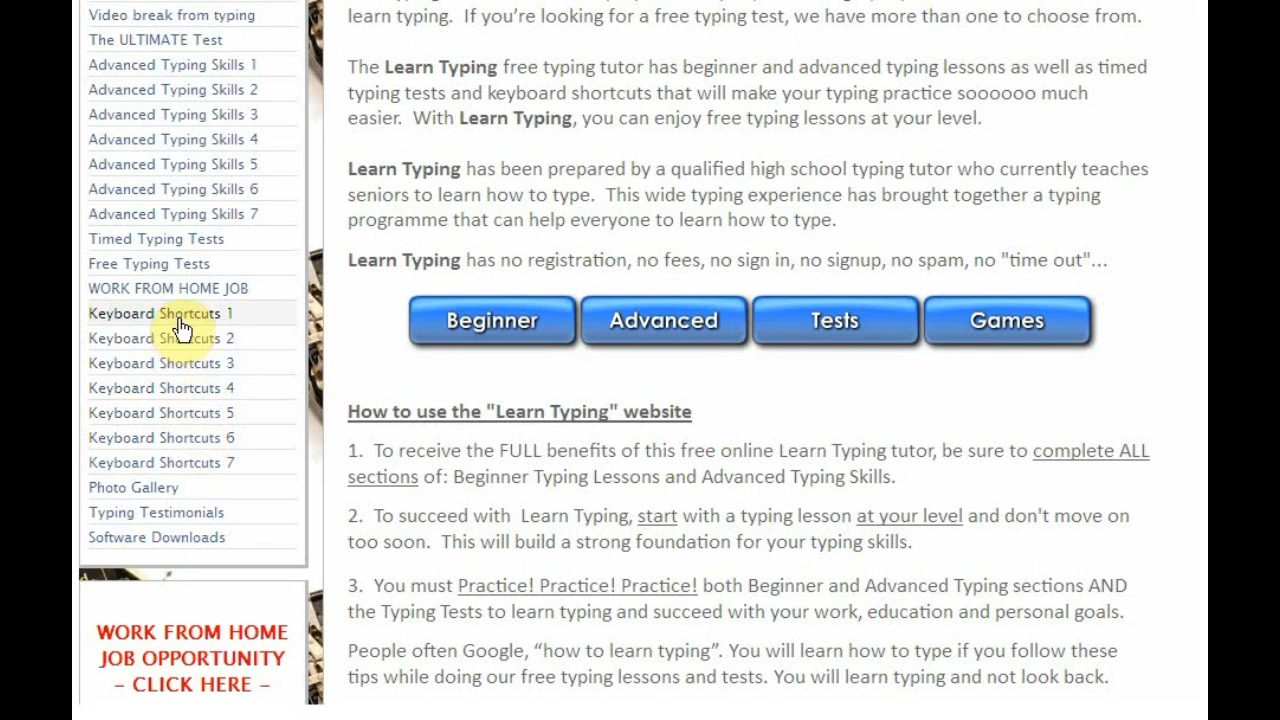 Video break from typing
The ULTIMATE Test
Advanced Typing Skills 1
Advanced Typing Skills 2
Advanced Typing Skills 3
Advanced Typing Skills 4
Advanced Typing Skills 5
Advanced Typing Skills 6
Advanced Typing Skills 7
Timed Typing Tests
Free Typing Tests
WORK FROM HOME JOB
Keyboard Shortcuts 1
Keyboard Shortcuts 2
Keyboard Shortcuts 3
Keyboard Shortcuts 4
Keyboard Shortcuts 5
Keyboard Shortcuts 6
Keyboard Shortcuts 7
Photo Gallery
Typing Testimonials
Software Downloads
WORK FROM HOME
JOB OPPORTUNITY
– CLICK HERE –
learn typing. If you’re looking for a free typing test, we have more than one to choose from.
The Learn Typing free typing tutor has beginner and advanced typing lessons as well as timed
typing tests and keyboard shortcuts that will make your typing practice soooooo much
easier. With Learn Typing, you can enjoy free typing lessons at your level.
Learn Typing has been prepared by a qualified high school typing tutor who currently teaches
seniors to learn how to type. This wide typing experience has brought together a typing
programme that can help everyone to learn how to type.
Learn Typing has no registration, no fees, no sign in, no signup, no spam, no "time out"...
Beginner Advanced Tests Games
How to use the "Learn Typing" website
1. To receive the FULL benefits of this free online Learn Typing tutor, be sure to complete ALL
sections of: Beginner Typing Lessons and Advanced Typing Skills.
2. To succeed with Learn Typing, start with a typing lesson at your level and don't move on
too soon. This will build a strong foundation for your typing skills.
3. You must Practice! Practice! Practice! both Beginner and Advanced Typing sections AND
the Typing Tests to learn typing and succeed with your work, education and personal goals.
People often Google, “how to learn typing”. You will learn how to type if you follow these
tips while doing our free typing lessons and tests. You will learn typing and not look back.